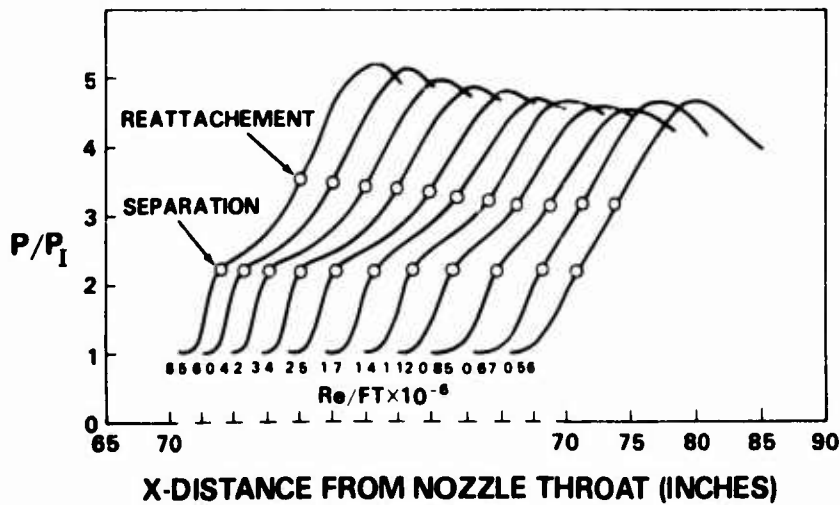 5
REATTACHEMENT
4
SEPARATION
3
P/P_I
2
1
8 5 6 0 4 2 3 4 2 5 1 7 1 4 1 12 0 85 0 67 0 56
Re/FT×10⁻⁶
0
65 70 70 75 80 85 90
X-DISTANCE FROM NOZZLE THROAT (INCHES)